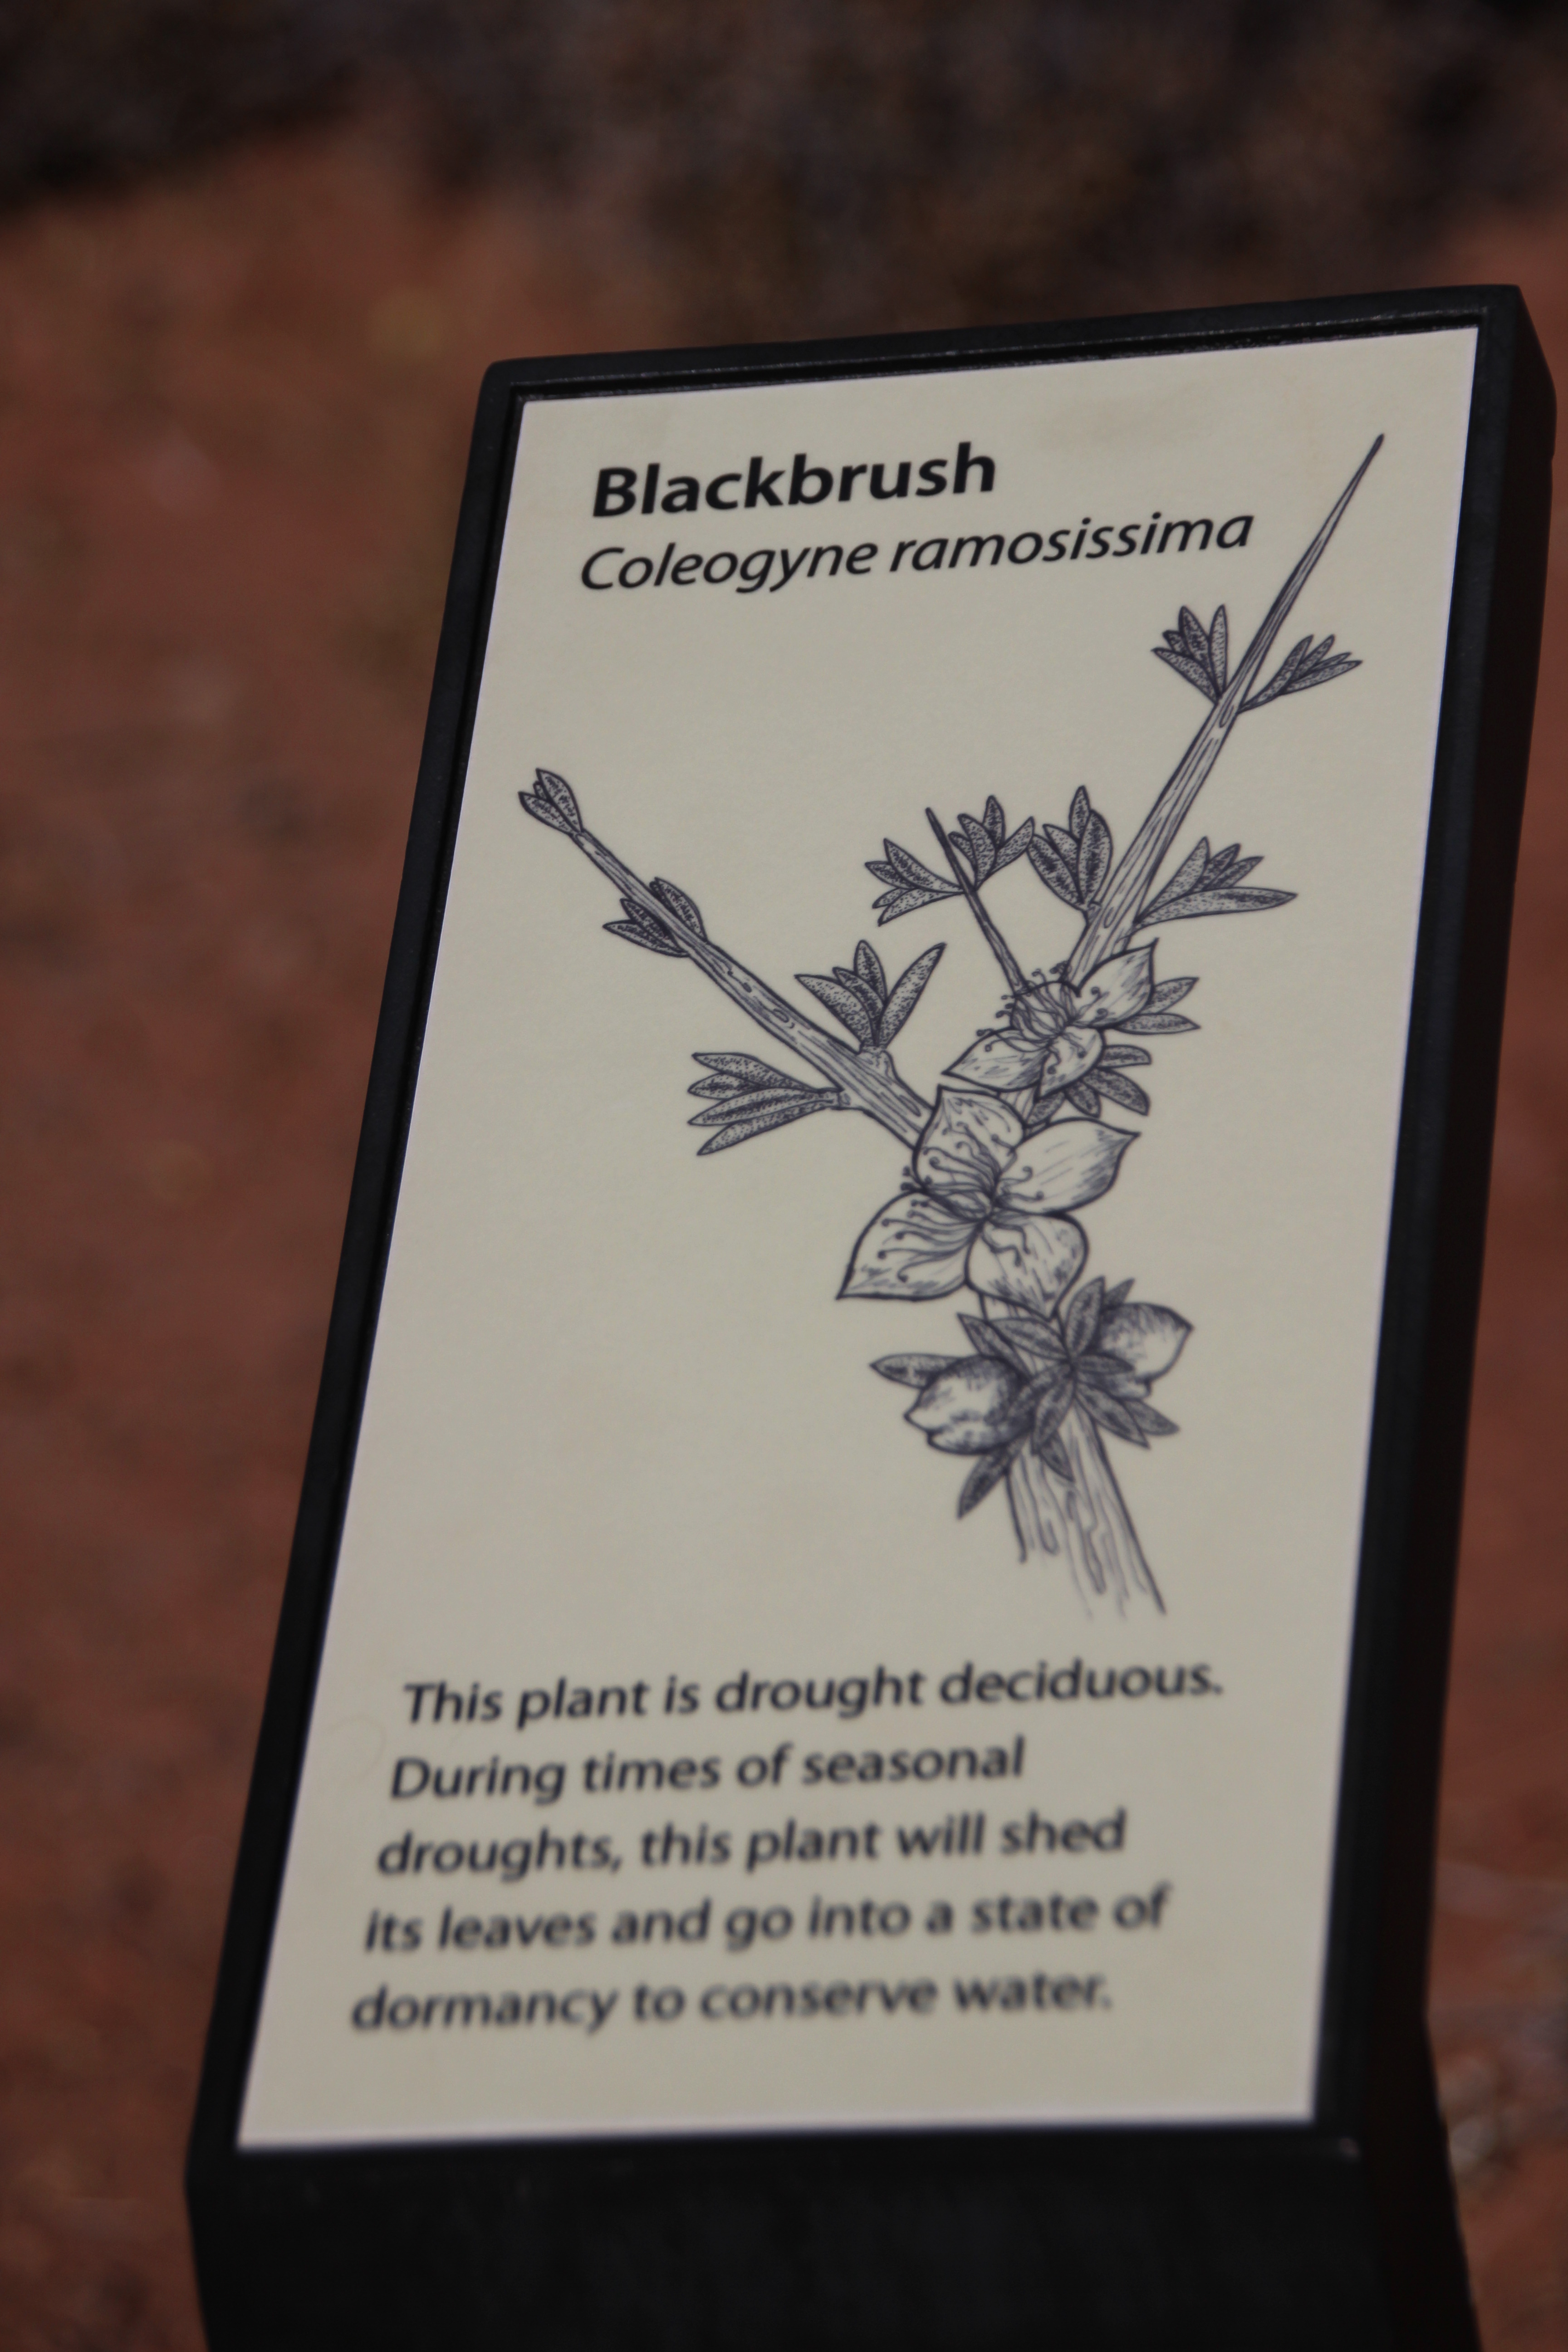 Blackbrush
Coleogyne ramosissima
This plant is drought deciduous.
During times of seasonal
droughts, this plant will shed
its leaves and go into a state of
dormancy to conserve water.